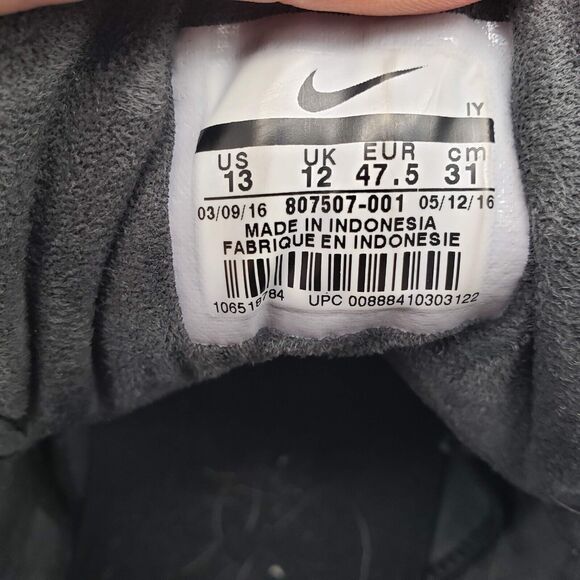 IY
US UK EUR cm
13 12 47.5 31
03/09/16 807507-001 05/12/16
MADE IN INDONESIA
FABRIQUE EN INDONESIE
UPC 00888410303122